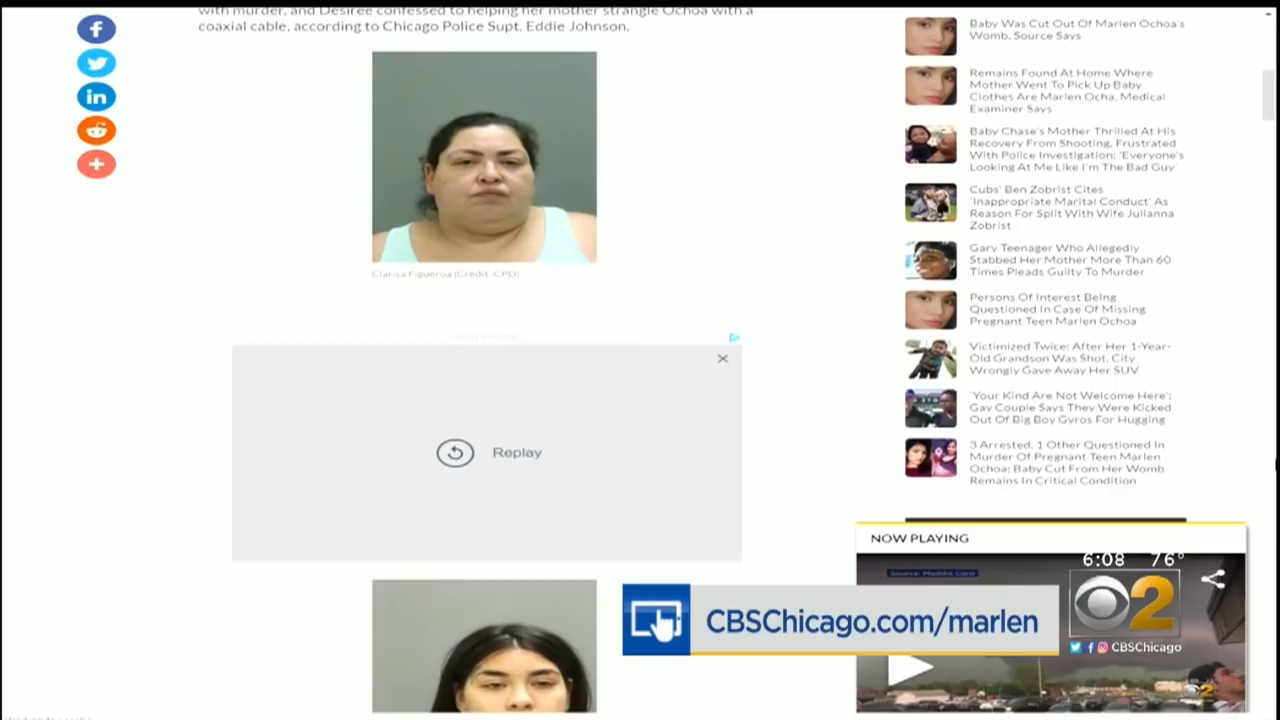 with murder, and Desiree confessed to helping her mother strangle Ochoa with a
coaxial cable, according to Chicago Police Supt. Eddie Johnson.
Clarisa Figueroa (Credit: CPD)
Replay
Baby Was Cut Out Of Marlen Ochoa's
Womb, Source Says
Remains Found At Home Where
Mother Went To Pick Up Baby
Clothes Are Marlen Ocha, Medical
Examiner Says
Baby Chase's Mother Thrilled At His
Recovery From Shooting, Frustrated
With Police Investigation; 'Everyone's
Looking At Me Like I'm The Bad Guy'
Cubs' Ben Zobrist Cites
'Inappropriate Marital Conduct' As
Reason For Split With Wife Julianna
Zobrist
Gary Teenager Who Allegedly
Stabbed Her Mother More Than 60
Times Pleads Guilty To Murder
Persons Of Interest Being
Questioned In Case Of Missing
Pregnant Teen Marlen Ochoa
Victimized Twice: After Her 1-Year-
Old Grandson Was Shot, City
Wrongly Gave Away Her SUV
'Your Kind Are Not Welcome Here';
Gay Couple Says They Were Kicked
Out Of Big Boy Gyros For Hugging
3 Arrested, 1 Other Questioned In
Murder Of Pregnant Teen Marlen
Ochoa; Baby Cut From Her Womb
Remains In Critical Condition
NOW PLAYING
Source: Maddie Card
6:08 76°
2
CBSChicago.com/marlen
CBSChicago